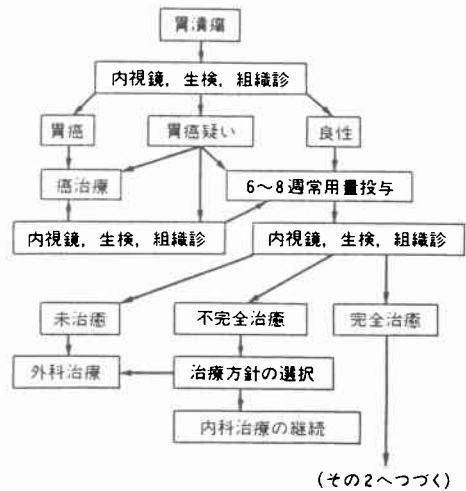 胃潰瘍
内視鏡，生検，組織診
胃癌
胃癌疑い
良性
癌治療
6〜8週常用量投与
内視鏡，生検，組織診
内視鏡，生検，組織診
未治癒
不完全治癒
完全治癒
外科治療
治療方針の選択
内科治療の継続
(その2へつづく)